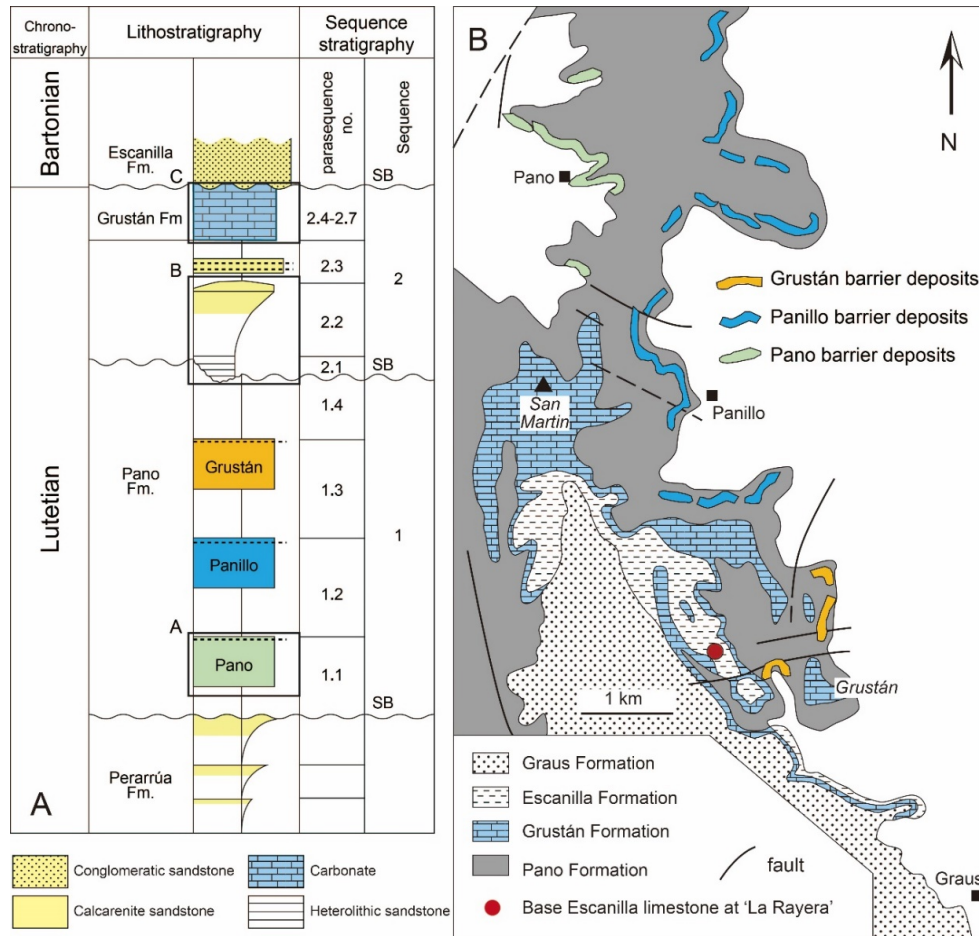 Chrono-
stratigraphy
Lithostratigraphy
Sequence
stratigraphy
parasequence
no.
Sequence
Bartonian
Escanilla
Fm.
C
SB
Grustán Fm
2.4-2.7
B
2.3
2
2.2
2.1
SB
1.4
Lutetian
Pano
Fm.
Grustán
1.3
1
Panillo
1.2
A
Pano
1.1
SB
Perarrúa
Fm.
A
Conglomeratic sandstone
Carbonate
Calcarenite sandstone
Heterolithic sandstone
B
N
Pano
Grustán barrier deposits
Panillo barrier deposits
Pano barrier deposits
San
Martin
Panillo
Grustán
1 km
Graus Formation
Escanilla Formation
Grustán Formation
Pano Formation
fault
Base Escanilla limestone at ‘La Rayera’
Graus